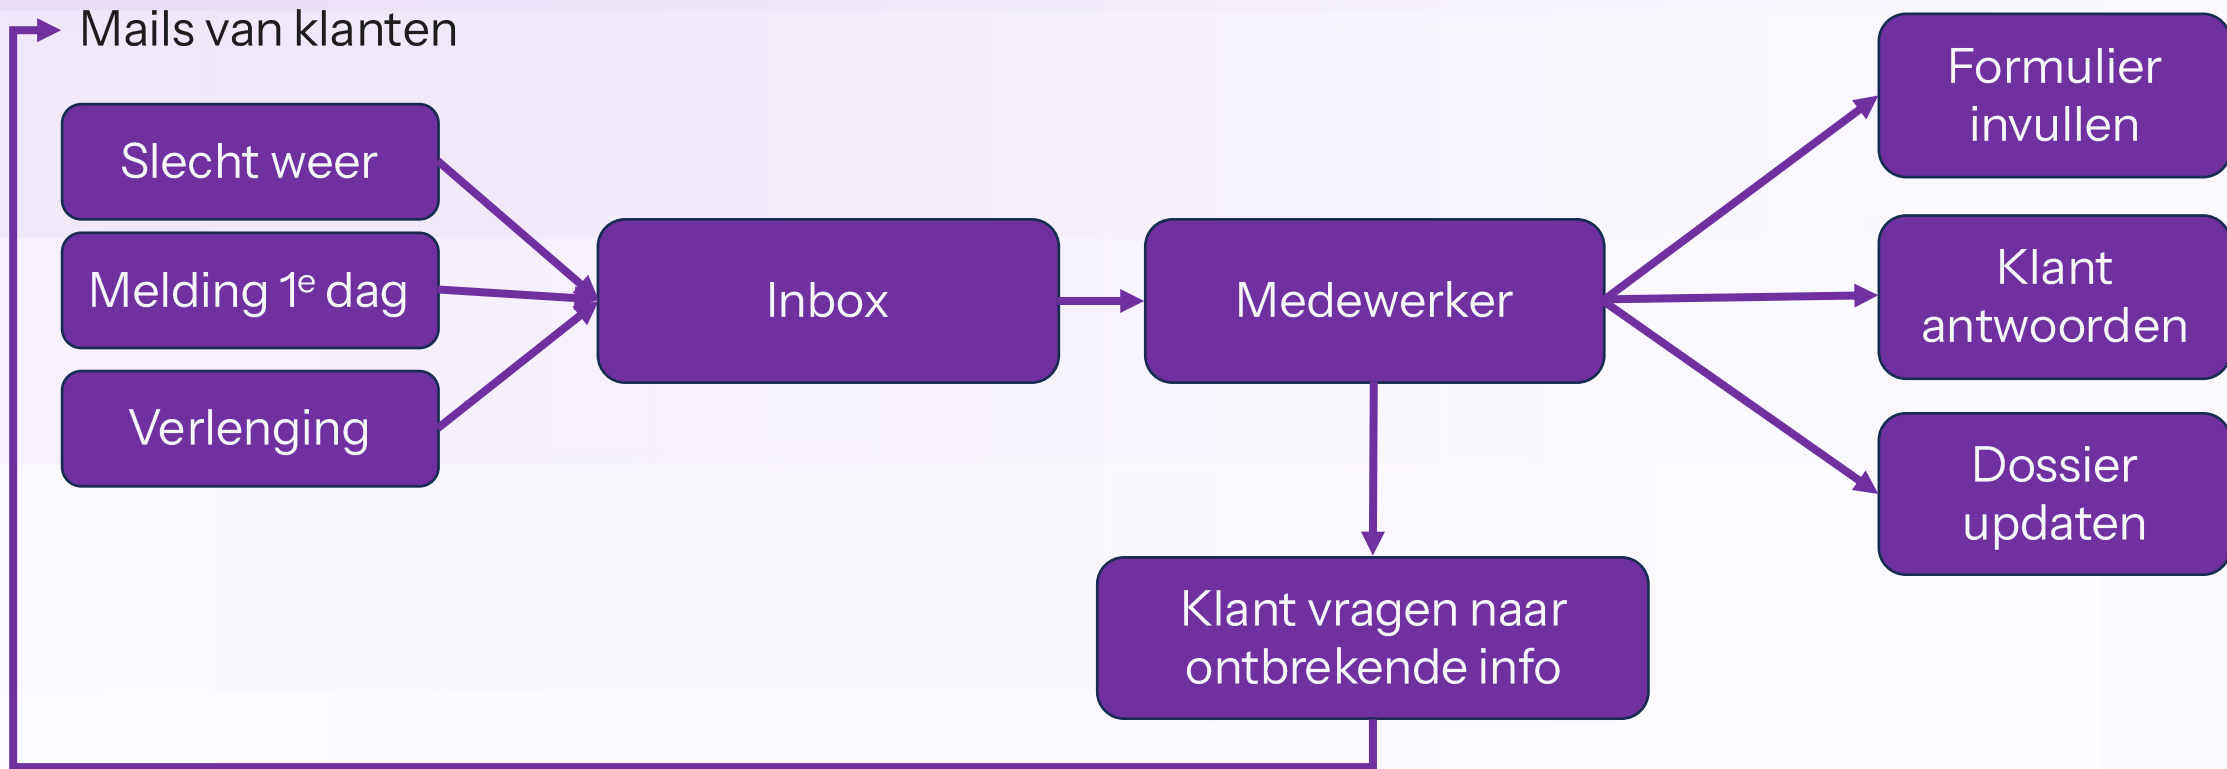 Mails van klanten
Slecht weer
Melding 1ᵉ dag
Verlenging
Inbox
Medewerker
Klant vragen naar
ontbrekende info
Formulier
invullen
Klant
antwoorden
Dossier
updaten